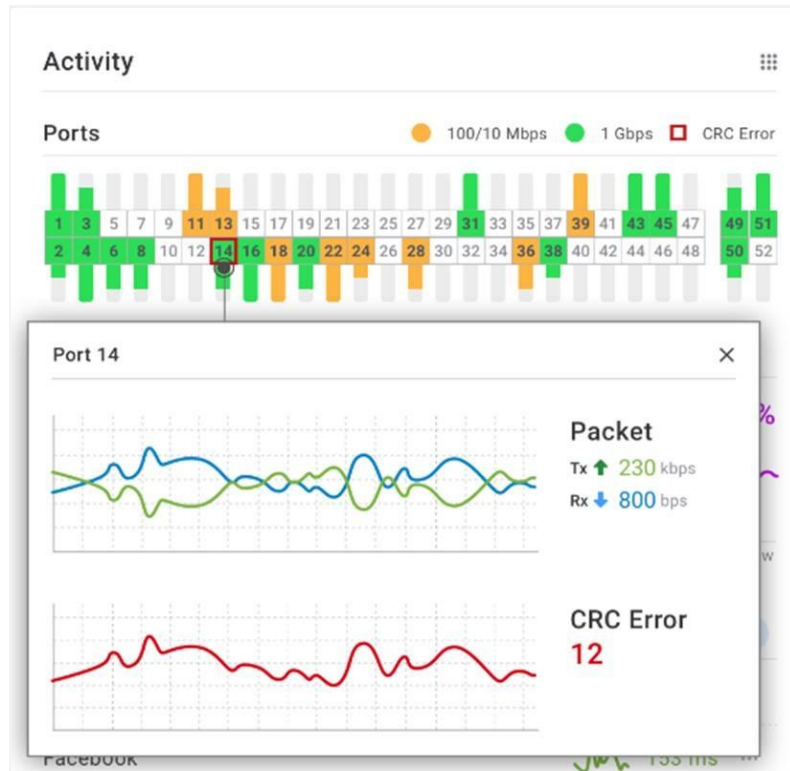 Activity
Ports 100/10 Mbps 1 Gbps CRC Error
1 3 5 7 9 11 13 15 17 19 21 23 25 27 29 31 33 35 37 39 41 43 45 47 49 51
2 4 6 8 10 12 14 16 18 20 22 24 26 28 30 32 34 36 38 40 42 44 46 48 50 52
Port 14
%
Packet
Tx 230 kbps
Rx 800 bps
w
CRC Error
12
Facebook 153 ms